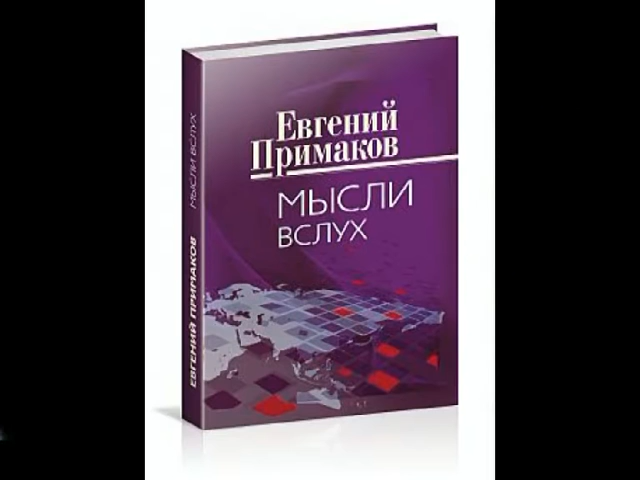 Евгений
Примаков
МЫСЛИ
ВСЛУХ
ЕВГЕНИЙ ПРИМАКОВ МЫСЛИ ВСЛУХ